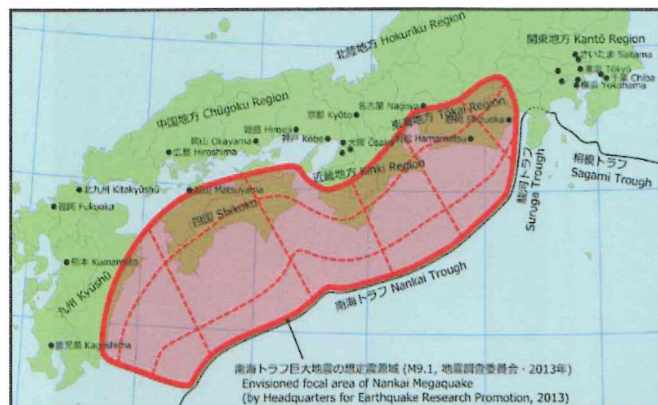 北陸地方 Hokuriku Region
関東地方 Kantō Region
さいたま Saitama
東京 Tōkyō
千葉 Chiba
横浜 Yokohama
中国地方 Chūgoku Region
京都 Kyōto
名古屋 Nagoya
東海地方 Tōkai Region
静岡 Shizuoka
姫路 Himeji
岡山 Okayama
神戸 Kōbe
大阪 Ōsaka
浜松 Hamamatsu
広島 Hiroshima
近畿地方 Kinki Region
相模トラフ
Sagami Trough
駿河トラフ
Suruga Trough
北九州 Kitakyūshū
松山 Matsuyama
福岡 Fukuoka
四国 Shikoku
熊本 Kumamoto
九州 Kyūshū
南海トラフ Nankai Trough
鹿児島 Kagoshima
南海トラフ巨大地震の想定震源域 (M9.1, 地震調査委員会・2013年)
Envisioned focal area of Nankai Megaquake
(by Headquarters for Earthquake Research Promotion, 2013)